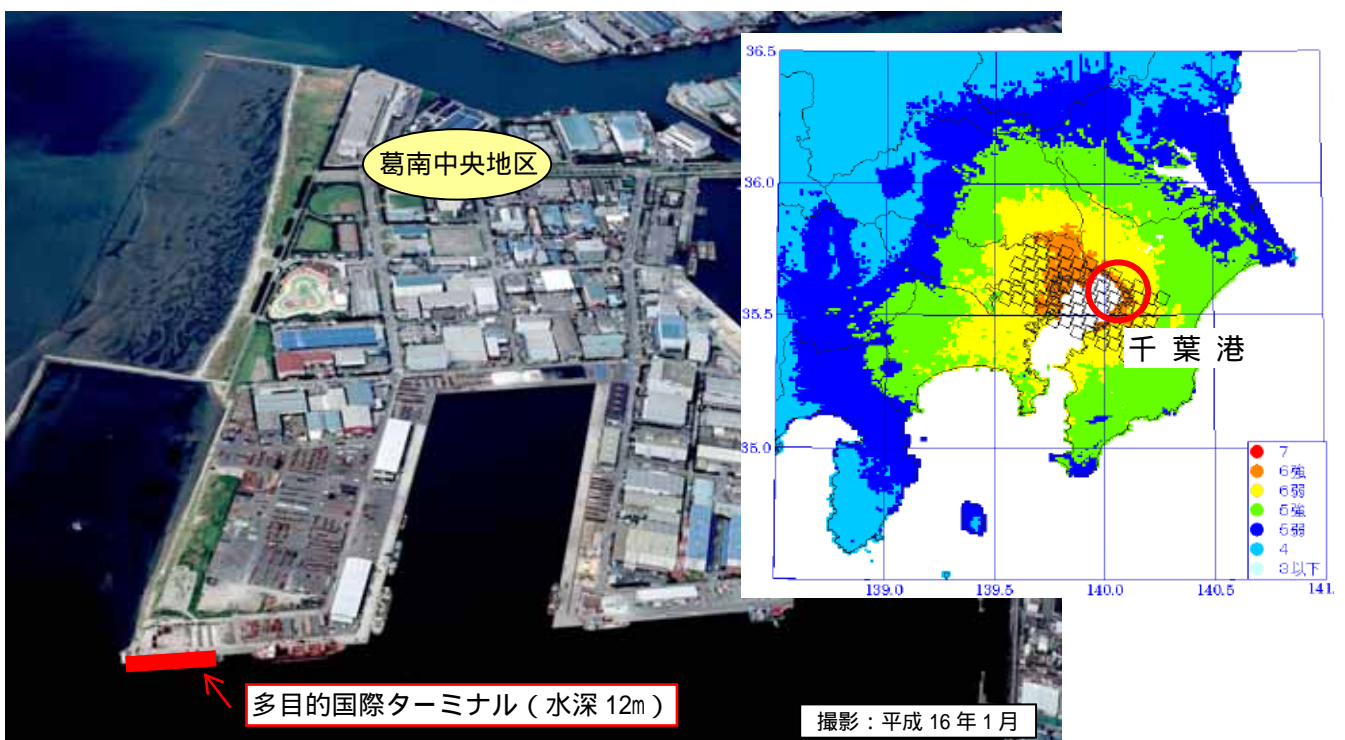 葛南中央地区
多目的国際ターミナル（水深 12m）
撮影：平成 16 年 1 月
36.5
36.0
35.5
35.0
139.0 139.5 140.0 140.5 141.
千 葉 港
7
6強
6弱
5強
5弱
4
3以下